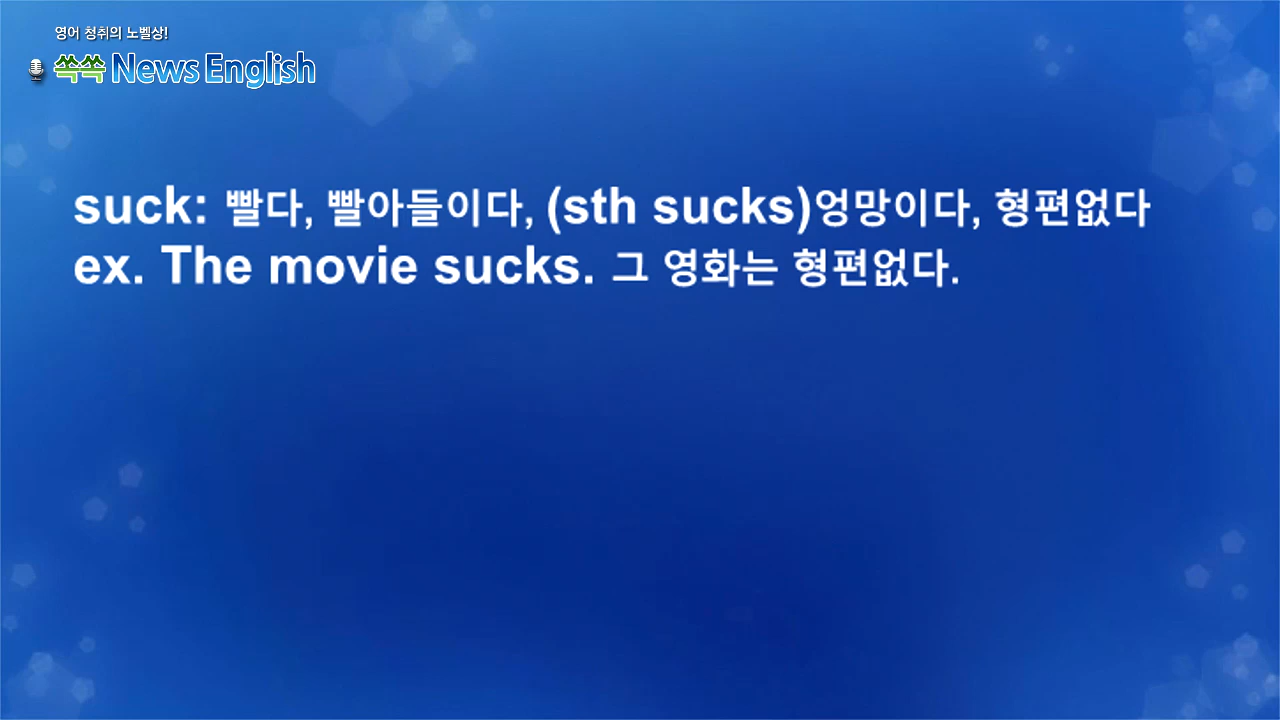 영어 청취의 노벨상!
쏙쏙 News English
suck: 빨다, 빨아들이다, (sth sucks)엉망이다, 형편없다
ex. The movie sucks. 그 영화는 형편없다.